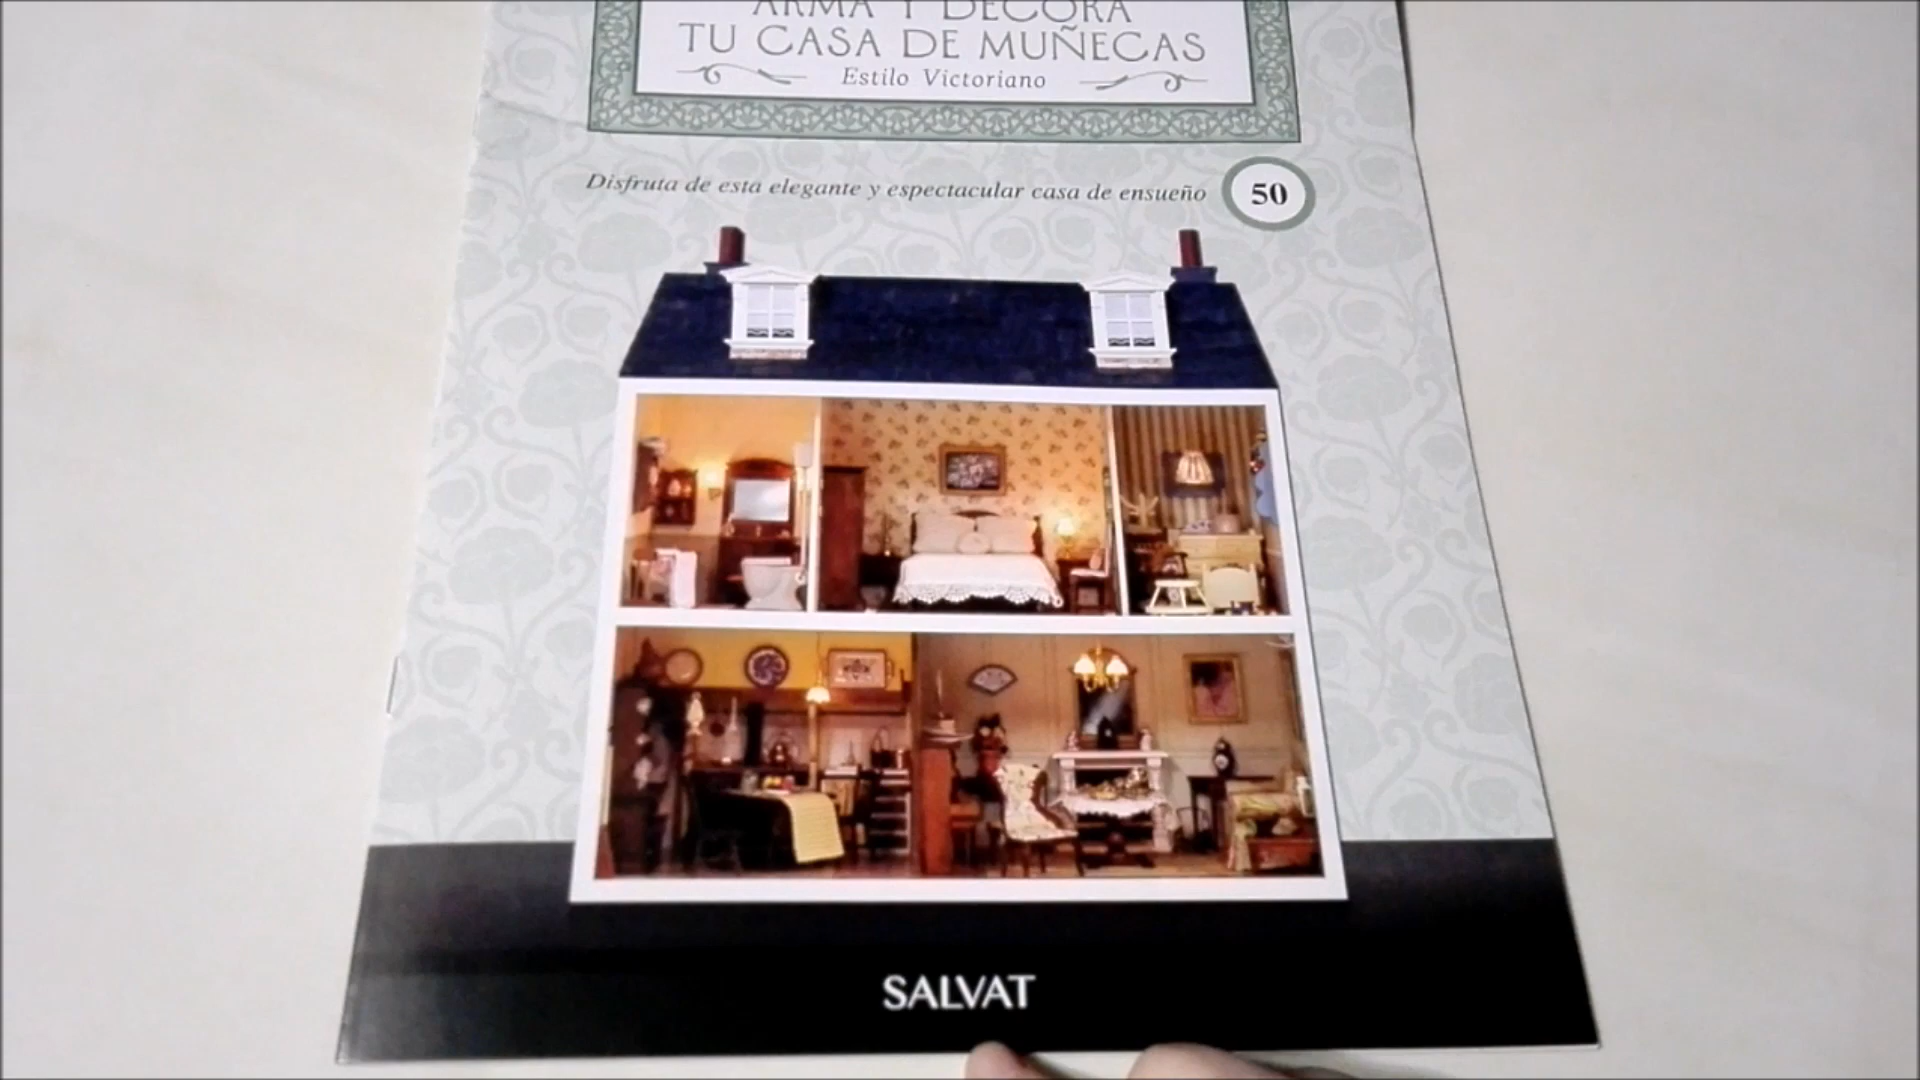 ARMA Y DECORA
TU CASA DE MUÑECAS
Estilo Victoriano
Disfruta de esta elegante y espectacular casa de ensueño
50
SALVAT